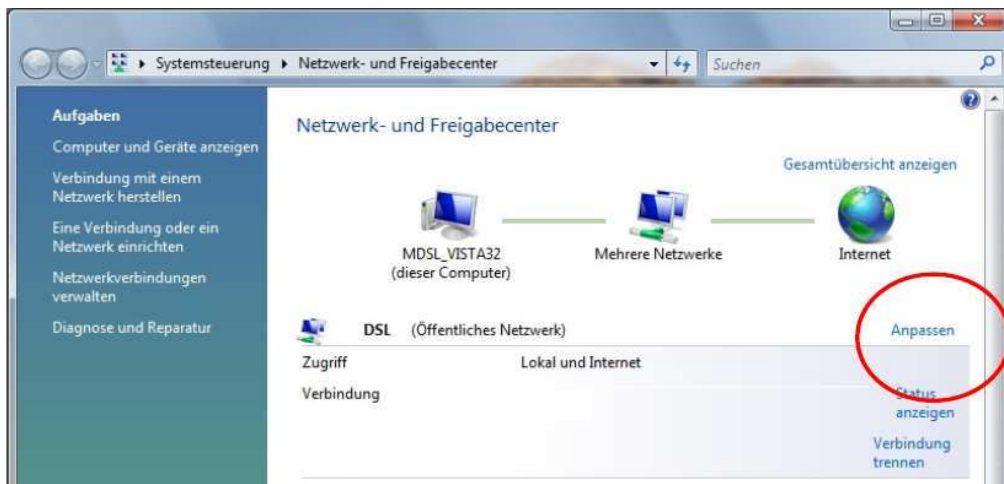 Systemsteuerung ▸ Netzwerk- und Freigabecenter
Suchen
Aufgaben
Computer und Geräte anzeigen
Verbindung mit einem
Netzwerk herstellen
Eine Verbindung oder ein
Netzwerk einrichten
Netzwerkverbindungen
verwalten
Diagnose und Reparatur
Netzwerk- und Freigabecenter
Gesamtübersicht anzeigen
MDSL_VISTA32
(dieser Computer)
Mehrere Netzwerke
Internet
DSL (Öffentliches Netzwerk)
Anpassen
Zugriff
Lokal und Internet
Verbindung
Status
anzeigen
Verbindung
trennen